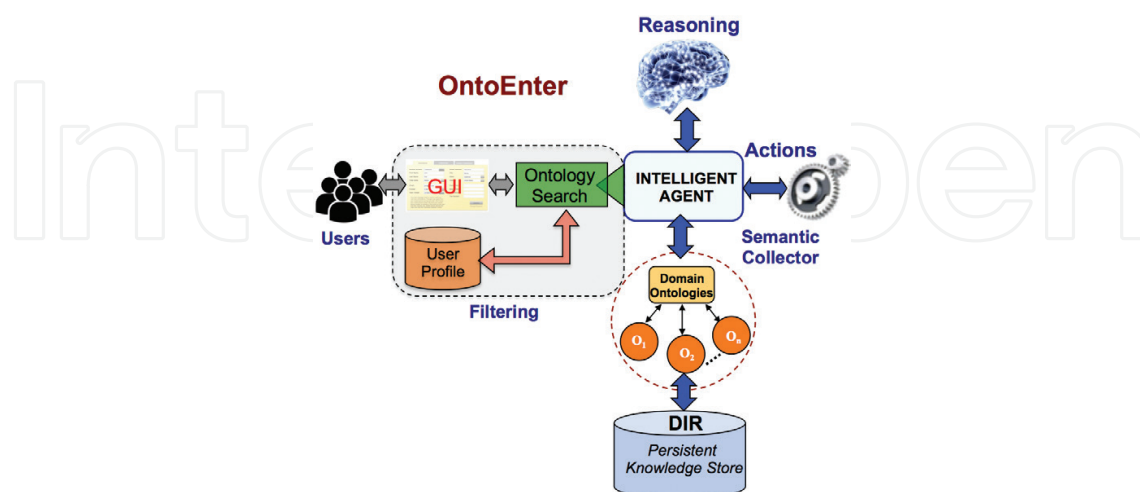 Reasoning
OntoEnter
Actions
INTELLIGENT
AGENT
Ontology
Search
GUI
Users
User
Profile
Semantic
Collector
Filtering
Domain
Ontologies
O1
O2
On
DIR
Persistent
Knowledge Store